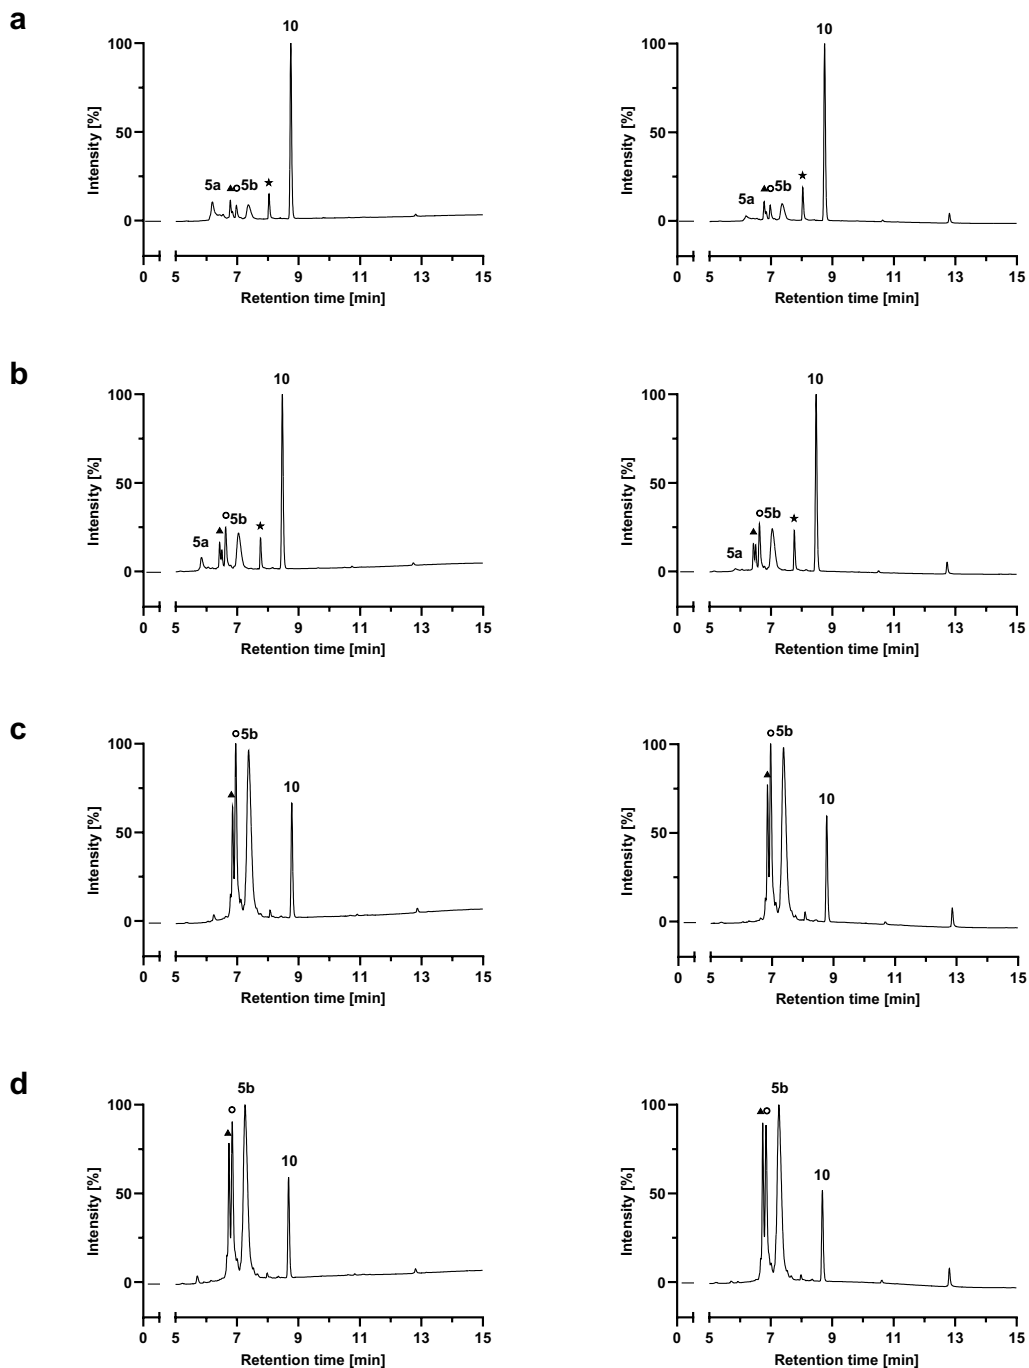 a
10
10
100
50
0
Intensity [%]
5a ▲ ○ 5b ★
0 5 7 9 11 13 15
Retention time [min]
100
50
0
Intensity [%]
5a ▲ ○ 5b ★
0 5 7 9 11 13 15
Retention time [min]
b
10
10
100
50
0
Intensity [%]
5a ▲ ○ 5b ★
0 5 7 9 11 13 15
Retention time [min]
100
50
0
Intensity [%]
5a ▲ ○ 5b ★
0 5 7 9 11 13 15
Retention time [min]
c
100
50
0
Intensity [%]
▲ ○ 5b
10
0 5 7 9 11 13 15
Retention time [min]
100
50
0
Intensity [%]
▲ ○ 5b
10
0 5 7 9 11 13 15
Retention time [min]
d
100
50
0
Intensity [%]
▲ ○ 5b
10
0 5 7 9 11 13 15
Retention time [min]
100
50
0
Intensity [%]
▲ ○ 5b
10
0 5 7 9 11 13 15
Retention time [min]